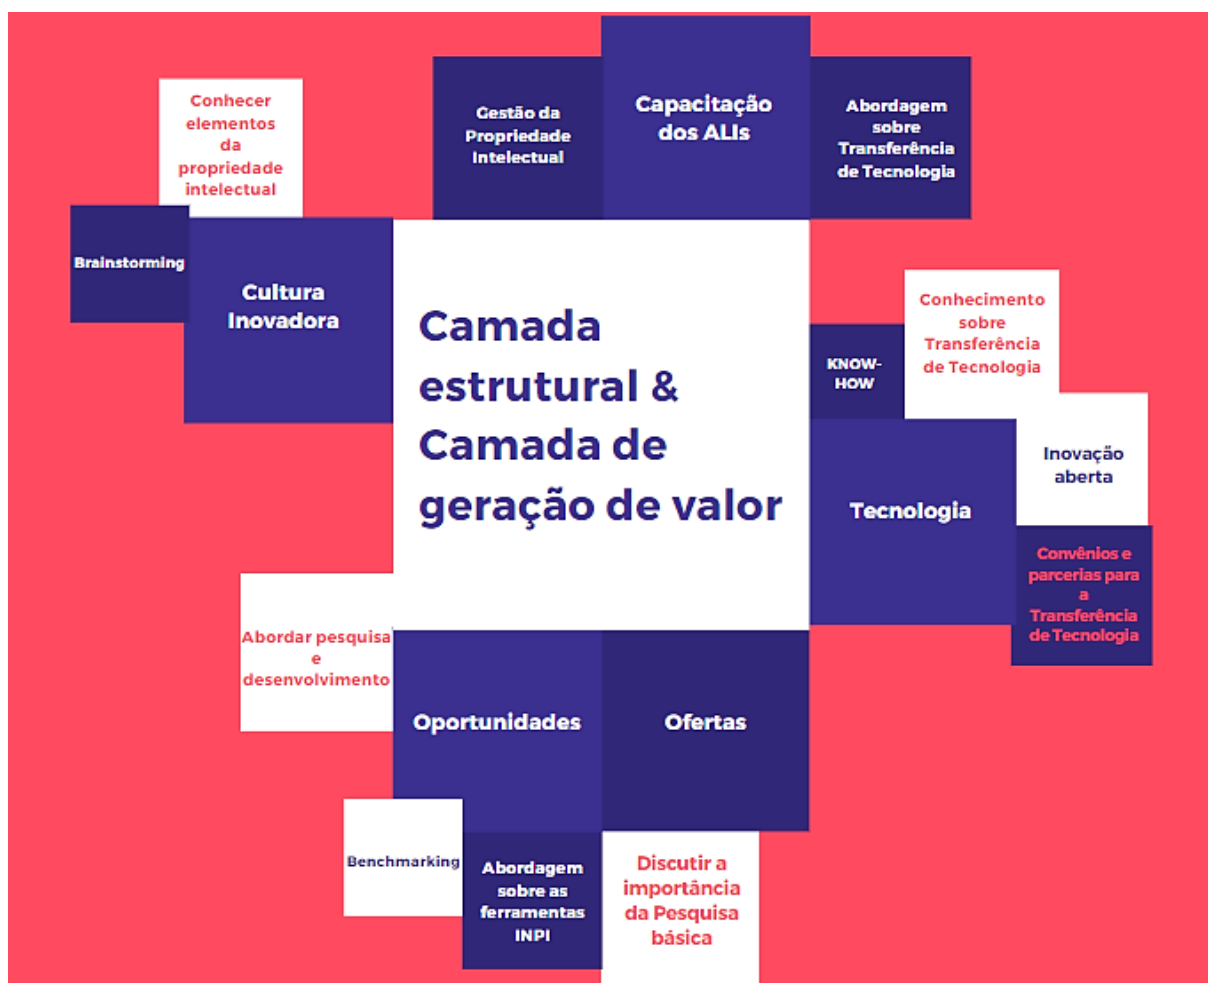 Conhecer
elementos
da
propriedade
intelectual
Brainstorming
Cultura
Inovadora
Gestão da
Propriedade
Intelectual
Capacitação
dos ALIs
Abordagem
sobre
Transferência
de Tecnologia
Camada
estrutural &
Camada de
geração de valor
KNOW-
HOW
Conhecimento
sobre
Transferência
de Tecnologia
Inovação
aberta
Tecnologia
Convênios e
parcerias para
a
Transferência
de Tecnologia
Abordar pesquisa
e
desenvolvimento
Oportunidades
Ofertas
Benchmarking
Abordagem
sobre as
ferramentas
INPI
Discutir a
importância
da Pesquisa
básica